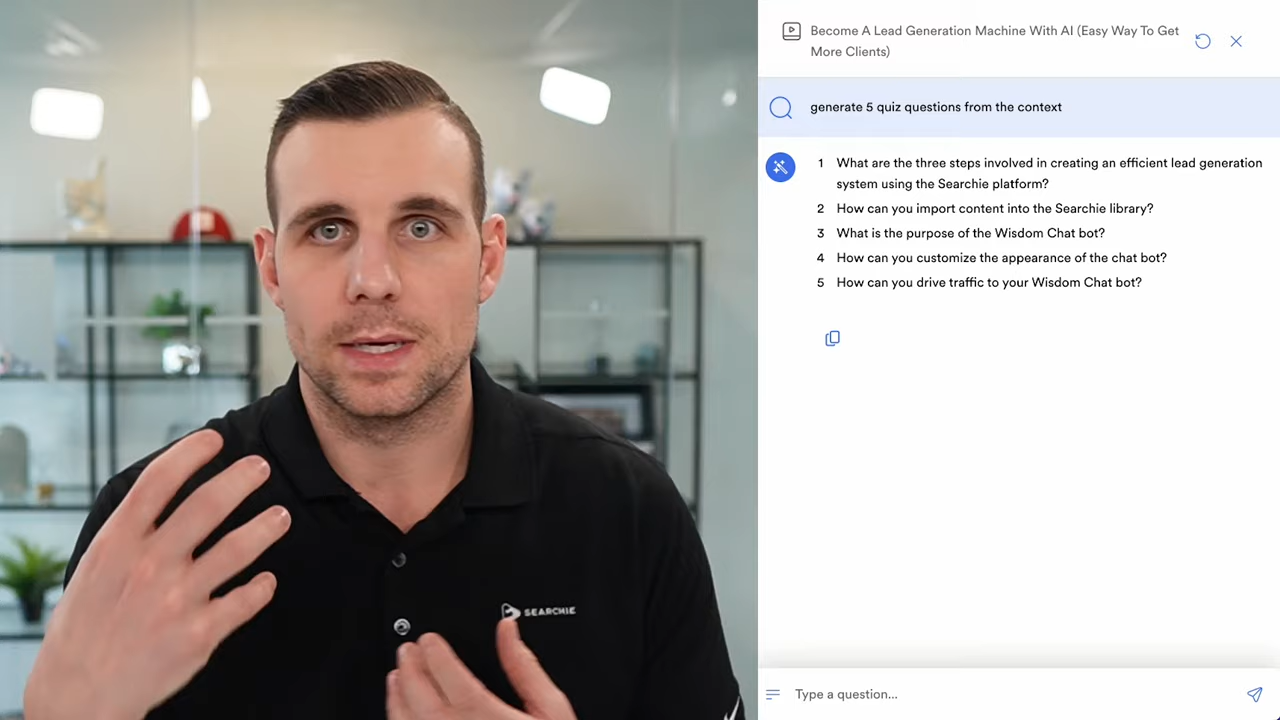 SEARCHIE
Become A Lead Generation Machine With AI (Easy Way To Get
More Clients)
generate 5 quiz questions from the context
1 What are the three steps involved in creating an efficient lead generation
system using the Searchie platform?
2 How can you import content into the Searchie library?
3 What is the purpose of the Wisdom Chat bot?
4 How can you customize the appearance of the chat bot?
5 How can you drive traffic to your Wisdom Chat bot?
Type a question...